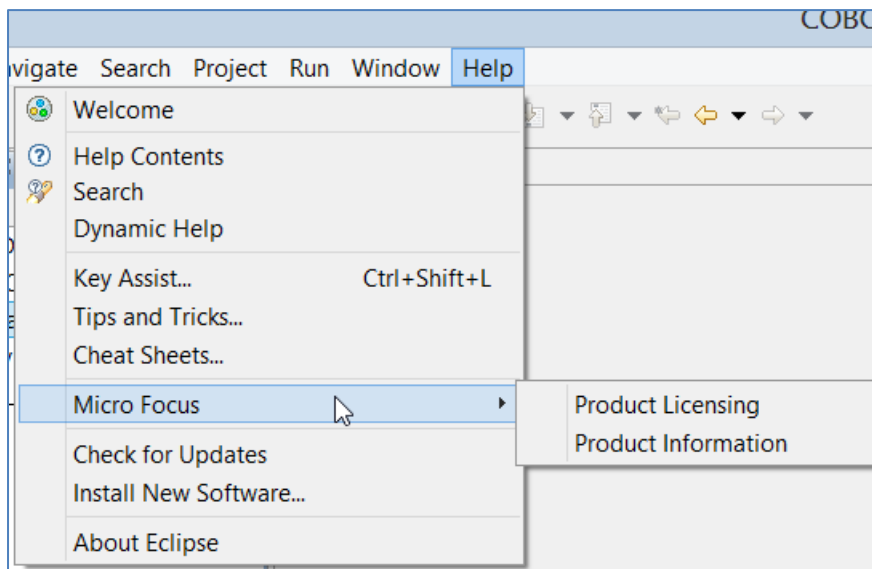 COBO
avigate Search Project Run Window Help
Welcome
Help Contents
Search
Dynamic Help
Key Assist... Ctrl+Shift+L
Tips and Tricks...
Cheat Sheets...
Micro Focus
Product Licensing
Product Information
Check for Updates
Install New Software...
About Eclipse